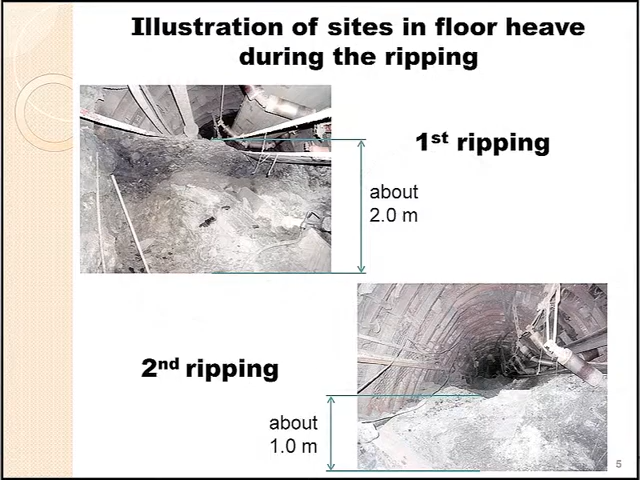 Illustration of sites in floor heave
during the ripping
1st ripping
about
2.0 m
2nd ripping
about
1.0 m
5